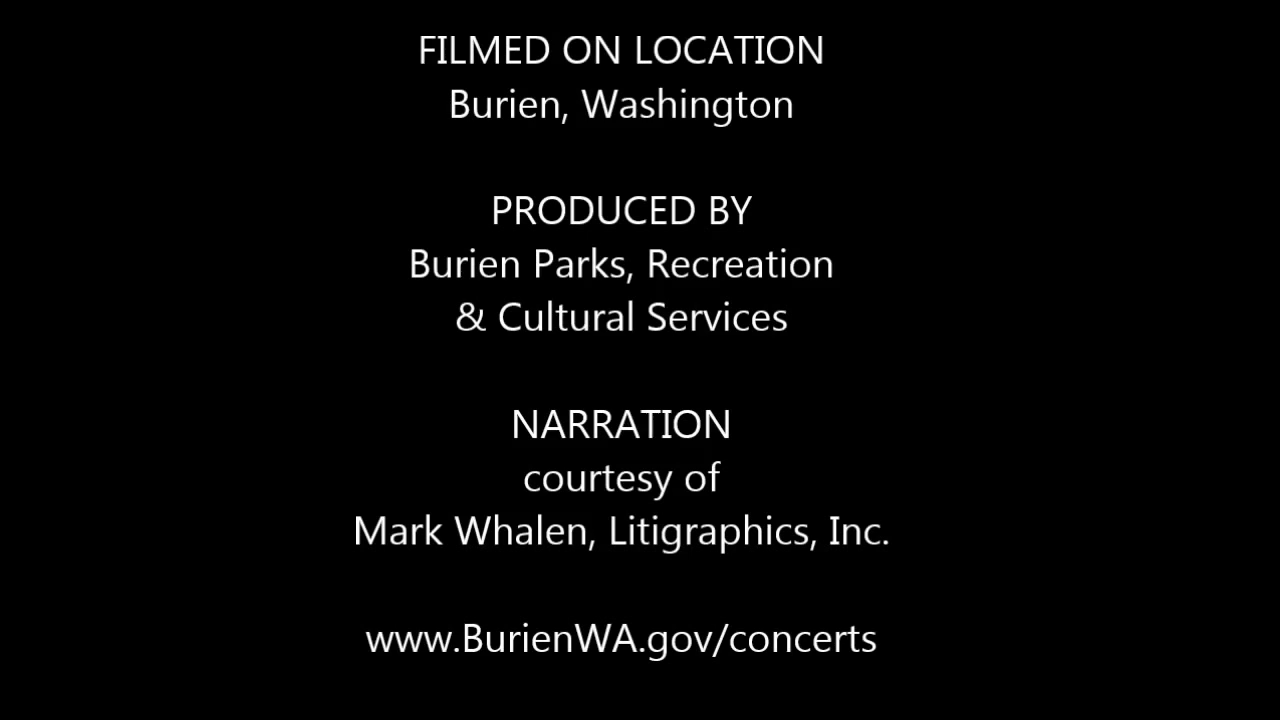 FILMED ON LOCATION
Burien, Washington
PRODUCED BY
Burien Parks, Recreation
& Cultural Services
NARRATION
courtesy of
Mark Whalen, Litigraphics, Inc.
www.BurienWA.gov/concerts